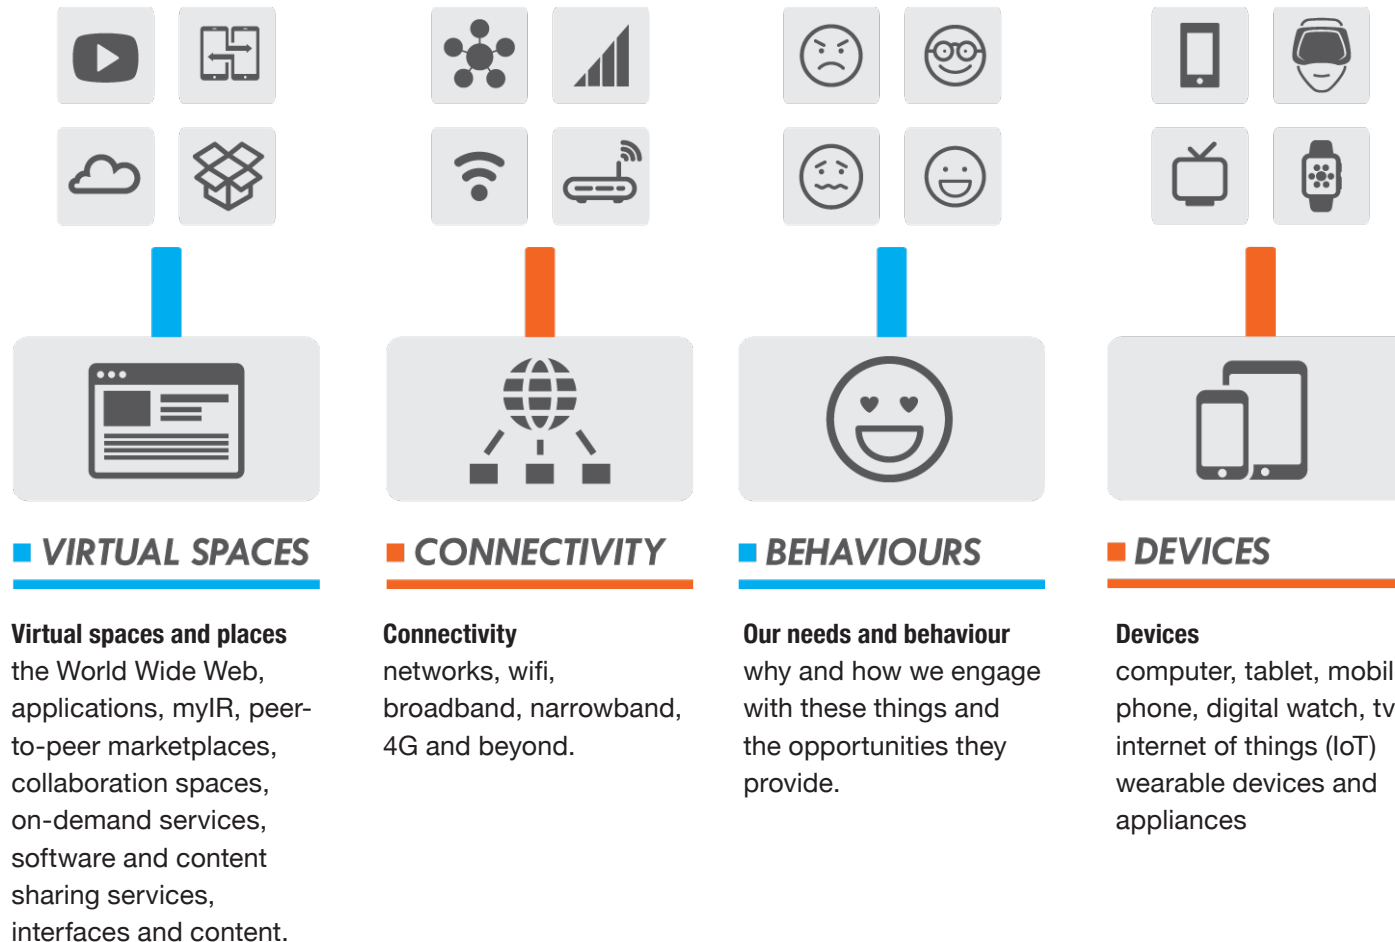 VIRTUAL SPACES
Virtual spaces and places
the World Wide Web,
applications, myIR, peer-
to-peer marketplaces,
collaboration spaces,
on-demand services,
software and content
sharing services,
interfaces and content.
CONNECTIVITY
Connectivity
networks, wifi,
broadband, narrowband,
4G and beyond.
BEHAVIOURS
Our needs and behaviour
why and how we engage
with these things and
the opportunities they
provide.
DEVICES
Devices
computer, tablet, mobil
phone, digital watch, tv
internet of things (IoT)
wearable devices and
appliances